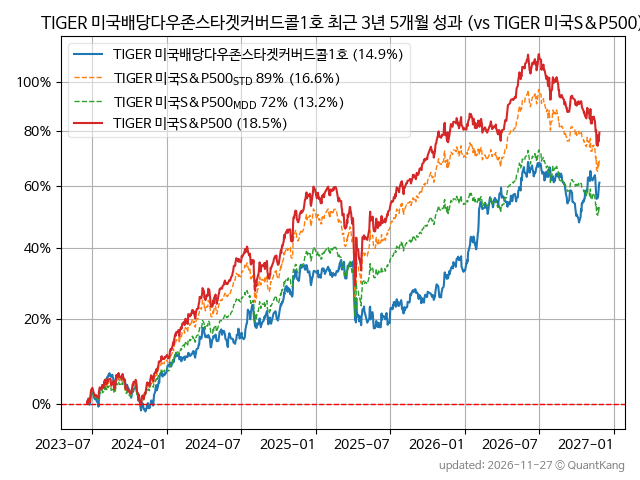 TIGER 미국배당다우존스타겟커버드콜1호 최근 3년 5개월 성과 (vs TIGER 미국S&P500)
TIGER 미국배당다우존스타겟커버드콜1호 (14.9%)
TIGER 미국S&P500STD 89% (16.6%)
TIGER 미국S&P500MDD 72% (13.2%)
TIGER 미국S&P500 (18.5%)
100%
80%
60%
40%
20%
0%
2023-07 2024-01 2024-07 2025-01 2025-07 2026-01 2026-07 2027-01
updated: 2026-11-27 © QuantKang